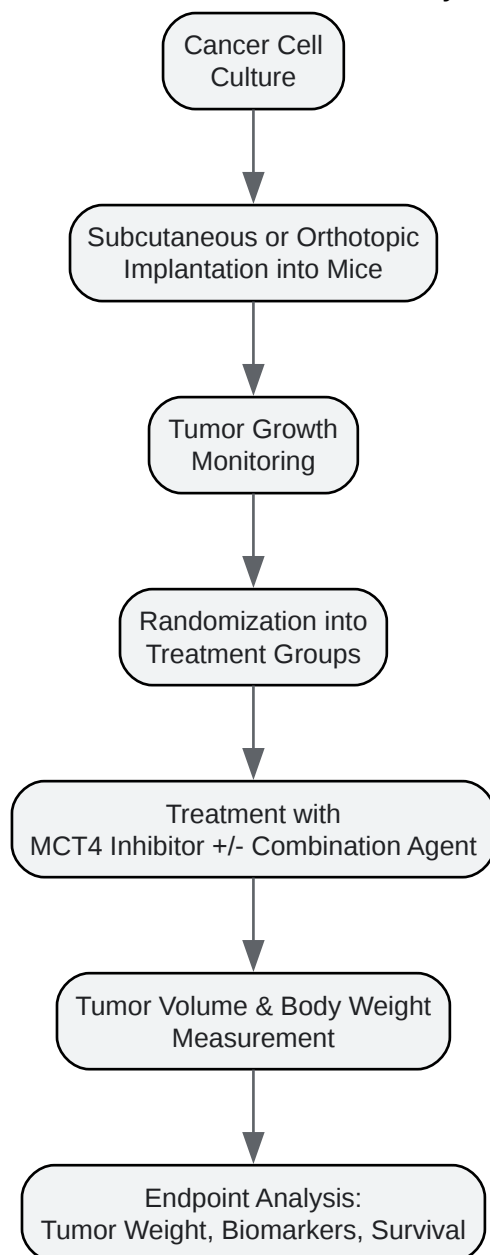 Cancer Cell
Culture
Subcutaneous or Orthotopic
Implantation into Mice
Tumor Growth
Monitoring
Randomization into
Treatment Groups
Treatment with
MCT4 Inhibitor +/- Combination Agent
Tumor Volume & Body Weight
Measurement
Endpoint Analysis:
Tumor Weight, Biomarkers, Survival